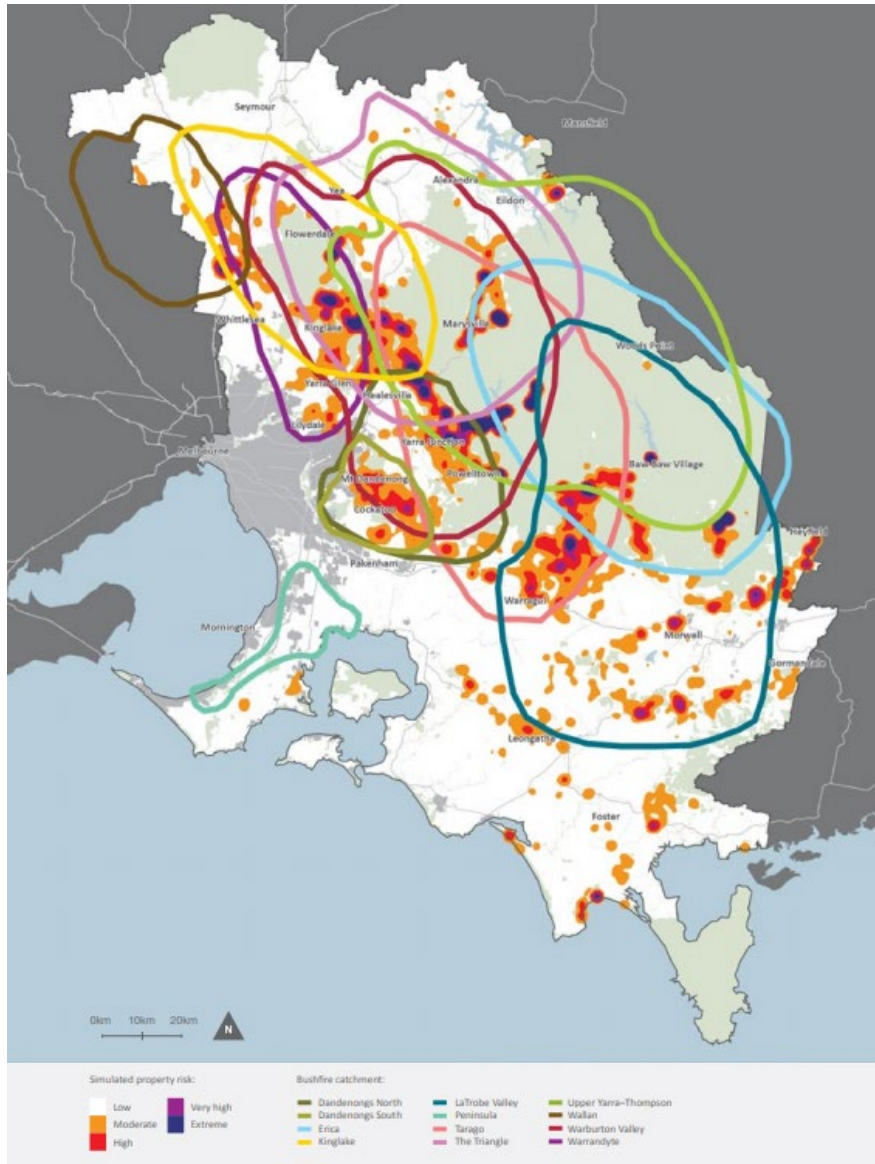 Seymour
Mansfield
Alexandra
Yea
Eildon
Flowerdale
Whittlesea
Kinglake
Marysville
Woods Point
Yarra Glen
Healesville
Lilydale
Yarra Junction
Melbourne
Powelltown
Baw Baw Village
Mt Dandenong
Cockatoo
Heyfield
Pakenham
Warragul
Mornington
Morwell
Gormandale
Leongatha
Foster
0km 10km 20km
N
Simulated property risk:
Low
Moderate
High
Very high
Extreme
Bushfire catchment:
Dandenongs North
Dandenongs South
Erica
Kinglake
LaTrobe Valley
Peninsula
Tarago
The Triangle
Upper Yarra–Thompson
Wallan
Warburton Valley
Warrandyte